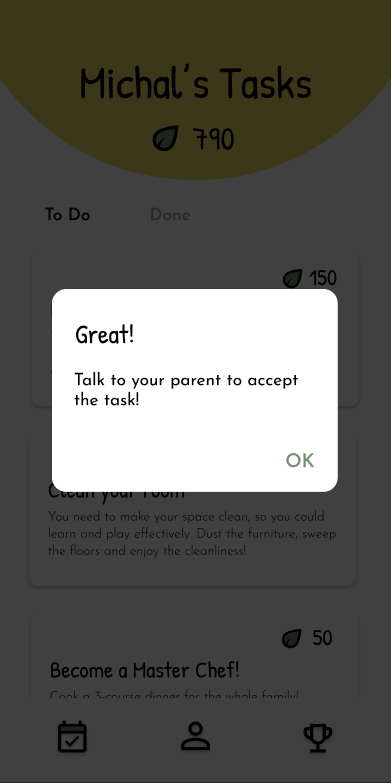 Michal's Tasks
790
To Do
Done
150
Great!
Talk to your parent to accept
the task!
OK
Clean your room
You need to make your space clean, so you could
learn and play effectively. Dust the furniture, sweep
the floors and enjoy the cleanliness!
50
Become a Master Chef!
Cook a 3-course dinner for the whole family!